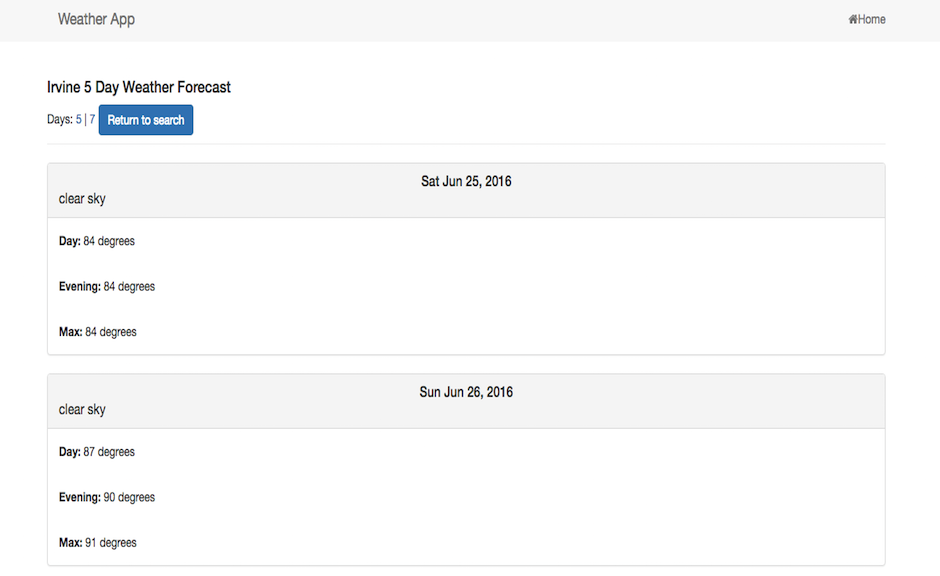 Weather App
Home
Irvine 5 Day Weather Forecast
Days: 5 | 7 Return to search
Sat Jun 25, 2016
clear sky
Day: 84 degrees
Evening: 84 degrees
Max: 84 degrees
Sun Jun 26, 2016
clear sky
Day: 87 degrees
Evening: 90 degrees
Max: 91 degrees